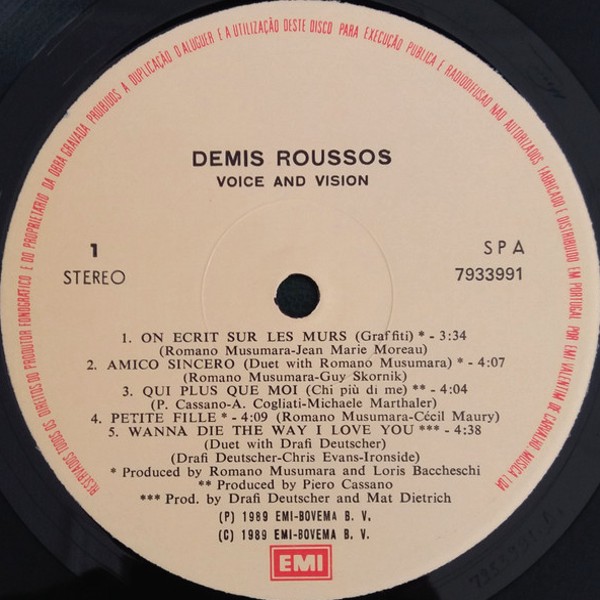 RESERVADOS TODOS OS DIREITOS DO PRODUTOR FONOGRÁFICO E DO PROPRIETÁRIO DA OBRA GRAVADA PROIBIDOS A DUPLICAÇÃO O ALUGUER E A UTILIZAÇÃO DESTE DISCO PARA EXECUÇÃO PUBLICA E RADIODIFUSÃO NÃO AUTORIZADOS FABRICADO E DISTRIBUIDO EM PORTUGAL POR EMI VALENTIM DE CARVALHO, MÚSICA LDA
DEMIS ROUSSOS
VOICE AND VISION
1
STEREO
SPA
7933991
1. ON ECRIT SUR LES MURS (Graffiti) * - 3:34
(Romano Musumara-Jean Marie Moreau)
2. AMICO SINCERO (Duet with Romano Musumara) * - 4:07
(Romano Musumara-Guy Skornik)
3. QUI PLUS QUE MOI (Chi più di me) ** - 4:04
(P. Cassano-A. Cogliati-Michaele Marthaler)
4. PETITE FILLE * - 4:09 (Romano Musumara-Cécil Maury)
5. WANNA DIE THE WAY I LOVE YOU *** - 4:38
(Duet with Drafi Deutscher)
(Drafi Deutscher-Chris Evans-Ironside)
* Produced by Romano Musumara and Loris Baccheschi
** Produced by Piero Cassano
*** Prod. by Drafi Deutscher and Mat Dietrich
(P) 1989 EMI-BOVEMA B. V.
(C) 1989 EMI-BOVEMA B. V.
EMI